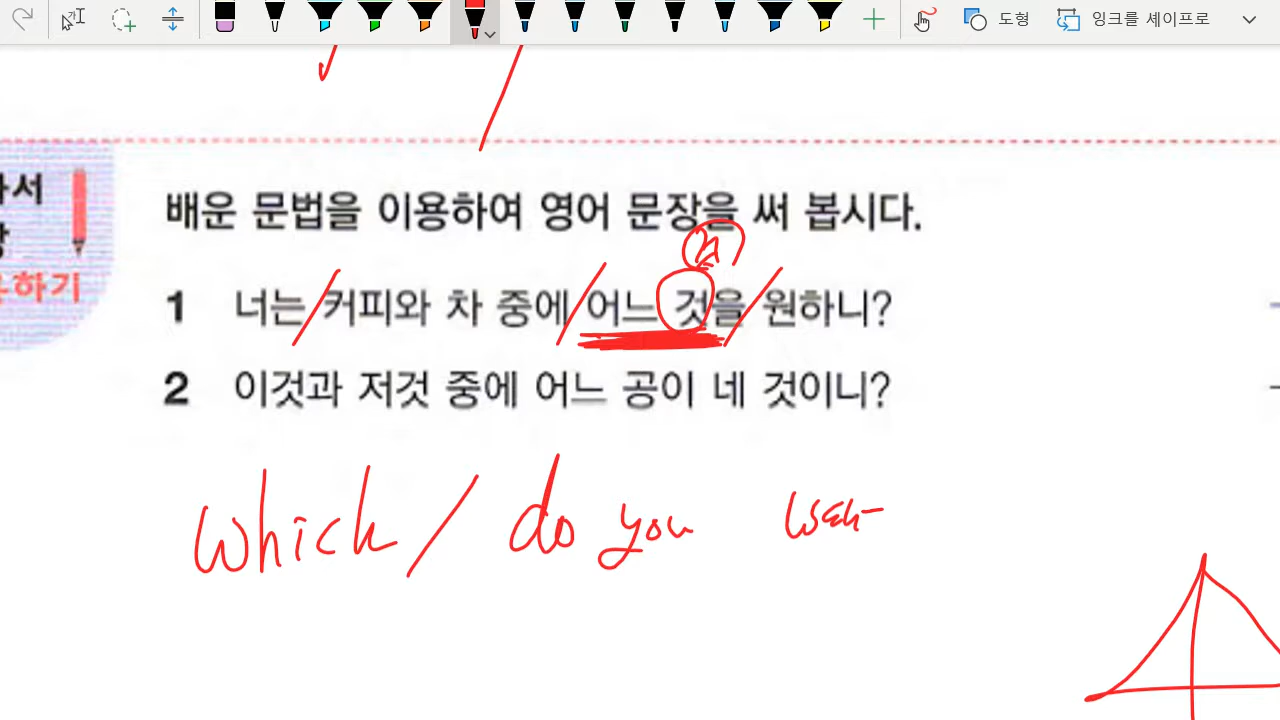 도형 잉크를 셰이프로
배운 문법을 이용하여 영어 문장을 써 봅시다.
1 너는 커피와 차 중에 어느 것을 원하니?
2 이것과 저것 중에 어느 공이 네 것이니?
하기
which / do you want